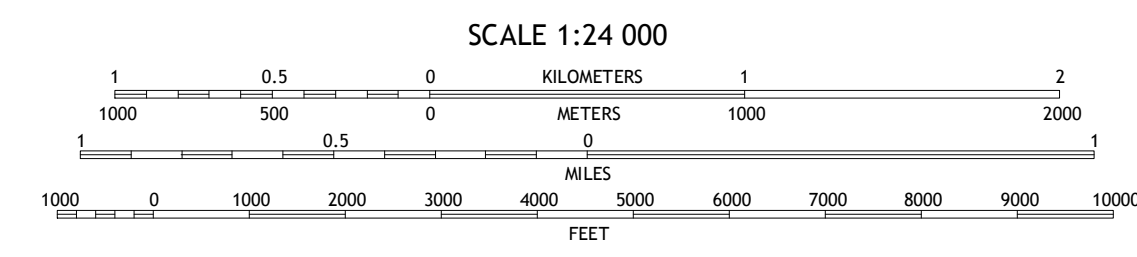 SCALE 1:24 000
1 0.5 0 KILOMETERS 1 2
1000 500 0 METERS 1000 2000
1 0.5 0 1
MILES
1000 0 1000 2000 3000 4000 5000 6000 7000 8000 9000 10000
FEET